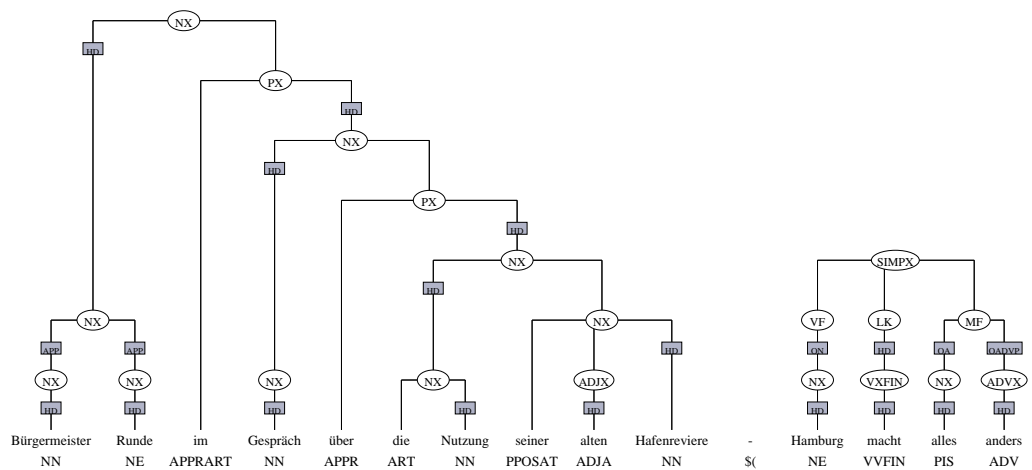 NX
HD
PX
HD
NX
HD
PX
HD
NX SIMPX
HD
NX NX VF LK MF
APP APP HD ON HD OA OADVP
NX NX NX NX ADJX NX VXFIN NX ADVX
HD HD HD HD HD HD HD HD HD
Bürgermeister Runde im Gespräch über die Nutzung seiner alten Hafenreviere - Hamburg macht alles anders
NN NE APPRART NN APPR ART NN PPOSAT ADJA NN $( NE VVFIN PIS ADV